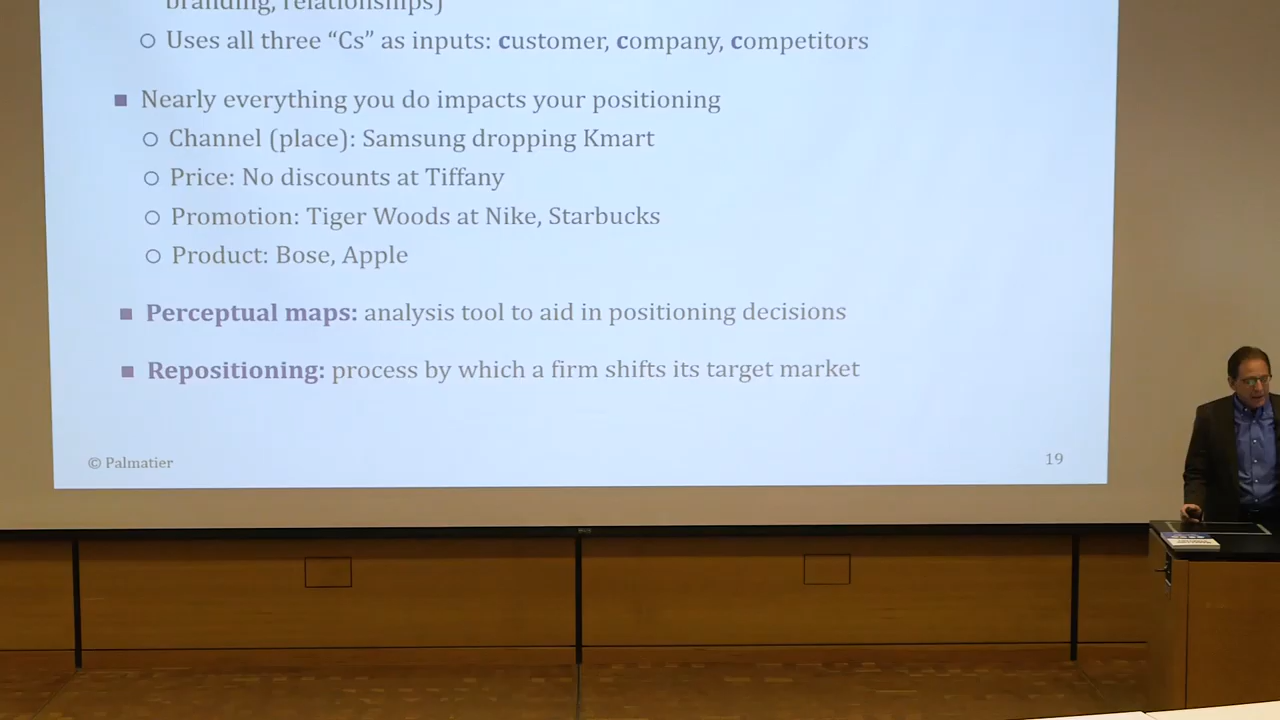 branding, relationships)
○ Uses all three “Cs” as inputs: customer, company, competitors
■ Nearly everything you do impacts your positioning
○ Channel (place): Samsung dropping Kmart
○ Price: No discounts at Tiffany
○ Promotion: Tiger Woods at Nike, Starbucks
○ Product: Bose, Apple
■ Perceptual maps: analysis tool to aid in positioning decisions
■ Repositioning: process by which a firm shifts its target market
© Palmatier
19